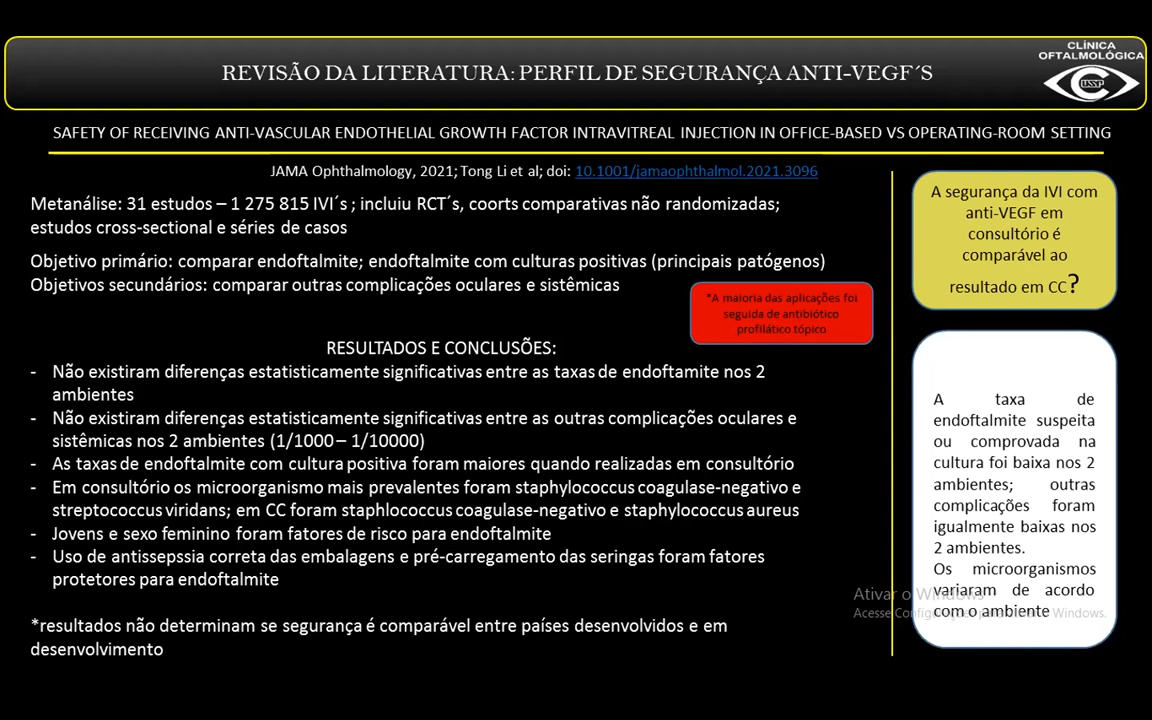 CLÍNICA
OFTALMOLÓGICA
USSP
REVISÃO DA LITERATURA: PERFIL DE SEGURANÇA ANTI-VEGF´S
SAFETY OF RECEIVING ANTI-VASCULAR ENDOTHELIAL GROWTH FACTOR INTRAVITREAL INJECTION IN OFFICE-BASED VS OPERATING-ROOM SETTING
JAMA Ophthalmology, 2021; Tong Li et al; doi: 10.1001/jamaophthalmol.2021.3096
Metanálise: 31 estudos – 1 275 815 IVI´s ; incluiu RCT´s, coorts comparativas não randomizadas;
estudos cross-sectional e séries de casos
Objetivo primário: comparar endoftalmite; endoftalmite com culturas positivas (principais patógenos)
Objetivos secundários: comparar outras complicações oculares e sistêmicas
*A maioria das aplicações foi
seguida de antibiótico
profilático tópico
RESULTADOS E CONCLUSÕES:
- Não existiram diferenças estatisticamente significativas entre as taxas de endoftamite nos 2
ambientes
- Não existiram diferenças estatisticamente significativas entre as outras complicações oculares e
sistêmicas nos 2 ambientes (1/1000 – 1/10000)
- As taxas de endoftalmite com cultura positiva foram maiores quando realizadas em consultório
- Em consultório os microorganismo mais prevalentes foram staphylococcus coagulase-negativo e
streptococcus viridans; em CC foram staphlococcus coagulase-negativo e staphylococcus aureus
- Jovens e sexo feminino foram fatores de risco para endoftalmite
- Uso de antissepssia correta das embalagens e pré-carregamento das seringas foram fatores
protetores para endoftalmite
*resultados não determinam se segurança é comparável entre países desenvolvidos e em
desenvolvimento
A segurança da IVI com
anti-VEGF em
consultório é
comparável ao
resultado em CC?
A taxa de
endoftalmite suspeita
ou comprovada na
cultura foi baixa nos 2
ambientes; outras
complicações foram
igualmente baixas nos
2 ambientes.
Os microorganismos
variaram de acordo
com o ambiente
Ativar o Windows
Acesse Configurações para ativar o Windows.